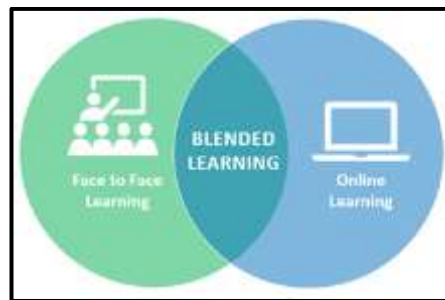 Face to Face
Learning
BLENDED
LEARNING
Online
Learning